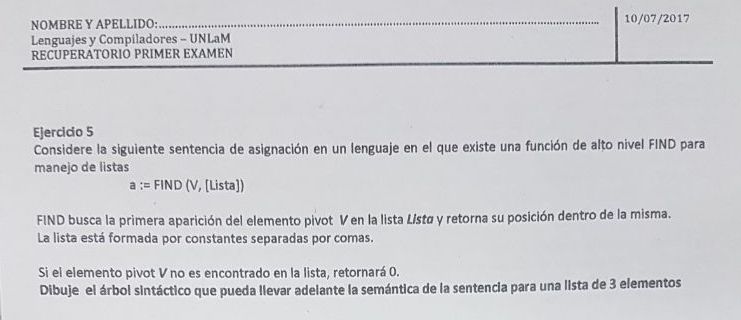 NOMBRE Y APELLIDO:...........................................................................................................
10/07/2017
Lenguajes y Compiladores – UNLaM
RECUPERATORIO PRIMER EXAMEN
Ejercicio 5
Considere la siguiente sentencia de asignación en un lenguaje en el que existe una función de alto nivel FIND para
manejo de listas
a := FIND (V, [Lista])
FIND busca la primera aparición del elemento pivot V en la lista Lista y retorna su posición dentro de la misma.
La lista está formada por constantes separadas por comas.
Si el elemento pivot V no es encontrado en la lista, retornará 0.
Dibuje el árbol sintáctico que pueda llevar adelante la semántica de la sentencia para una lista de 3 elementos